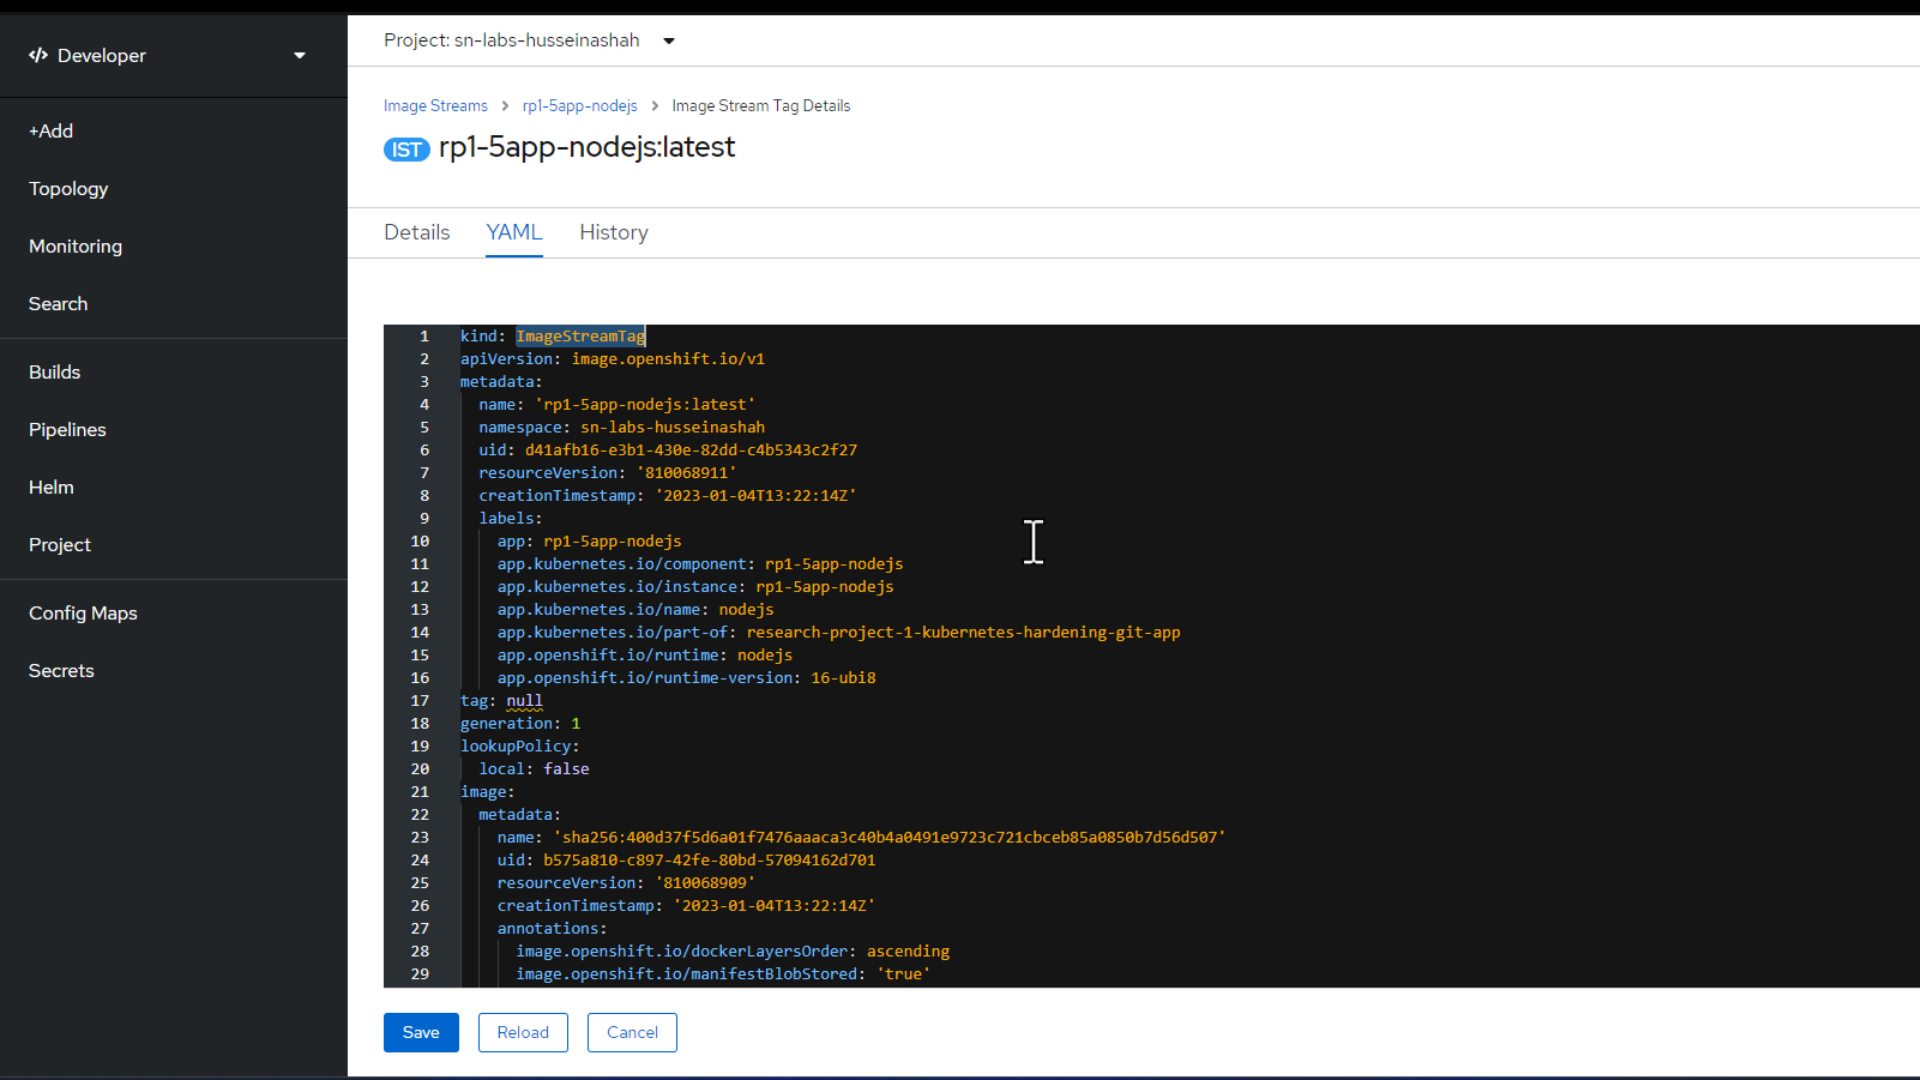 Developer
Project: sn-labs-husseinashah
+Add
Topology
Monitoring
Search
Builds
Pipelines
Helm
Project
Config Maps
Secrets
Image Streams > rp1-5app-nodejs > Image Stream Tag Details
IST rp1-5app-nodejs:latest
Details YAML History
1 kind: ImageStreamTag
2 apiVersion: image.openshift.io/v1
3 metadata:
4 name: 'rp1-5app-nodejs:latest'
5 namespace: sn-labs-husseinashah
6 uid: d41afb16-e3b1-430e-82dd-c4b5343c2f27
7 resourceVersion: '810068911'
8 creationTimestamp: '2023-01-04T13:22:14Z'
9 labels:
10 app: rp1-5app-nodejs
11 app.kubernetes.io/component: rp1-5app-nodejs
12 app.kubernetes.io/instance: rp1-5app-nodejs
13 app.kubernetes.io/name: nodejs
14 app.kubernetes.io/part-of: research-project-1-kubernetes-hardening-git-app
15 app.openshift.io/runtime: nodejs
16 app.openshift.io/runtime-version: 16-ubi8
17 tag: null
18 generation: 1
19 lookupPolicy:
20 local: false
21 image:
22 metadata:
23 name: 'sha256:400d37f5d6a01f7476aaaca3c40b4a0491e9723c721cbceb85a0850b7d56d507'
24 uid: b575a810-c897-42fe-80bd-57094162d701
25 resourceVersion: '810068909'
26 creationTimestamp: '2023-01-04T13:22:14Z'
27 annotations:
28 image.openshift.io/dockerLayersOrder: ascending
29 image.openshift.io/manifestBlobStored: 'true'
Save Reload Cancel